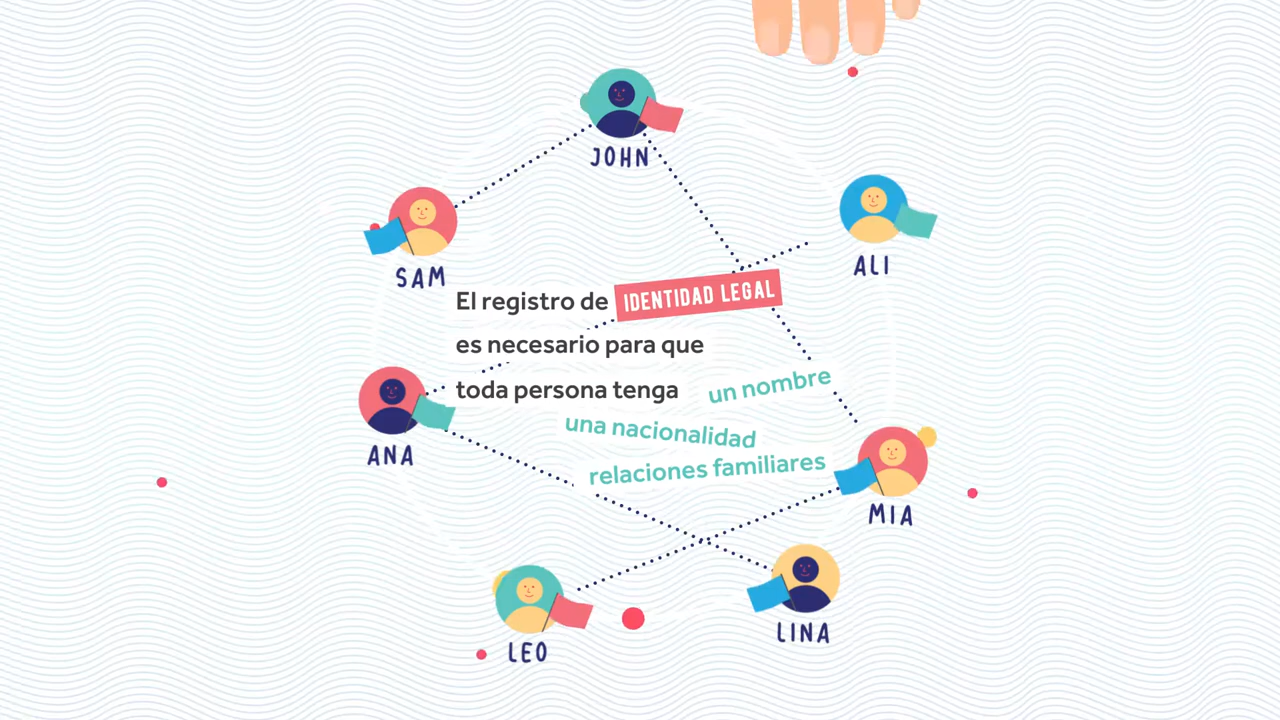 JOHN
SAM
ALI
El registro de IDENTIDAD LEGAL
es necesario para que
toda persona tenga un nombre
una nacionalidad
relaciones familiares
ANA
MIA
LINA
LEO